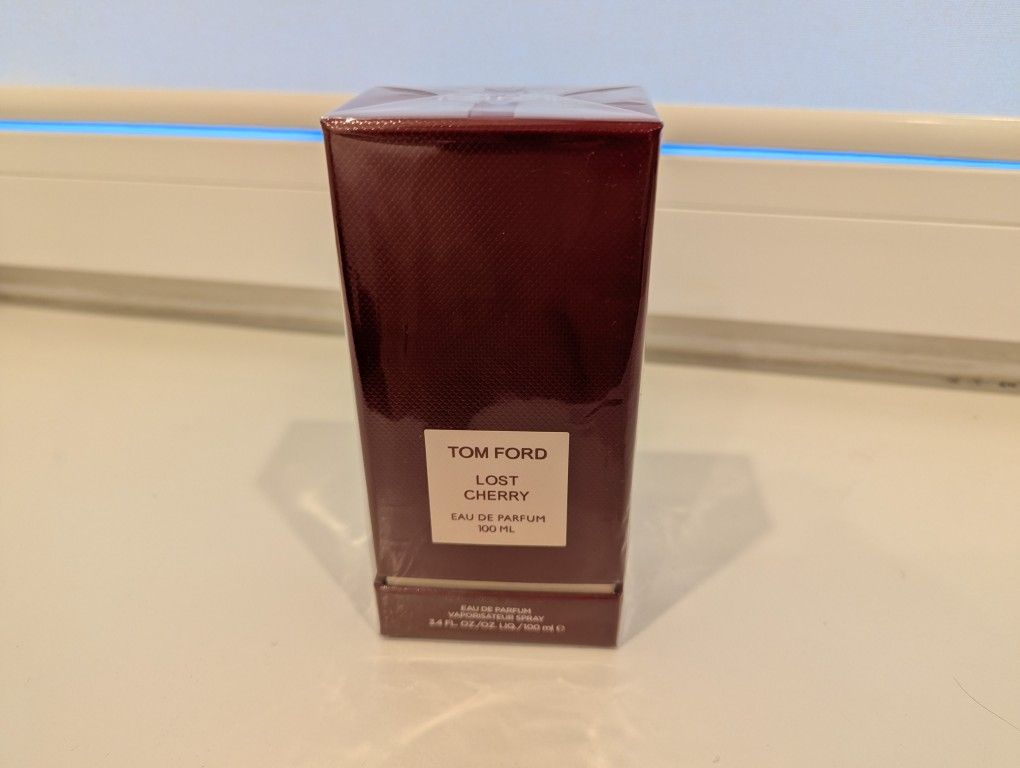 TOM FORD
LOST
CHERRY
EAU DE PARFUM
100 ML
EAU DE PARFUM
VAPORISATEUR SPRAY
3.4 FL. OZ/OZ. LIQ./100 ml ℮